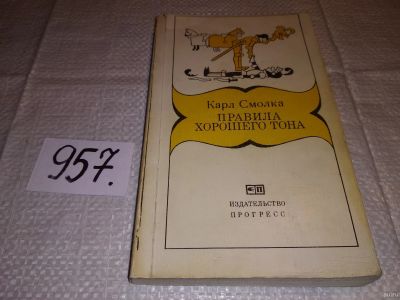 957.
Карл Смолка
ПРАВИЛА
ХОРОШЕГО ТОНА
ИЗДАТЕЛЬСТВО
ПРОГРЕСС